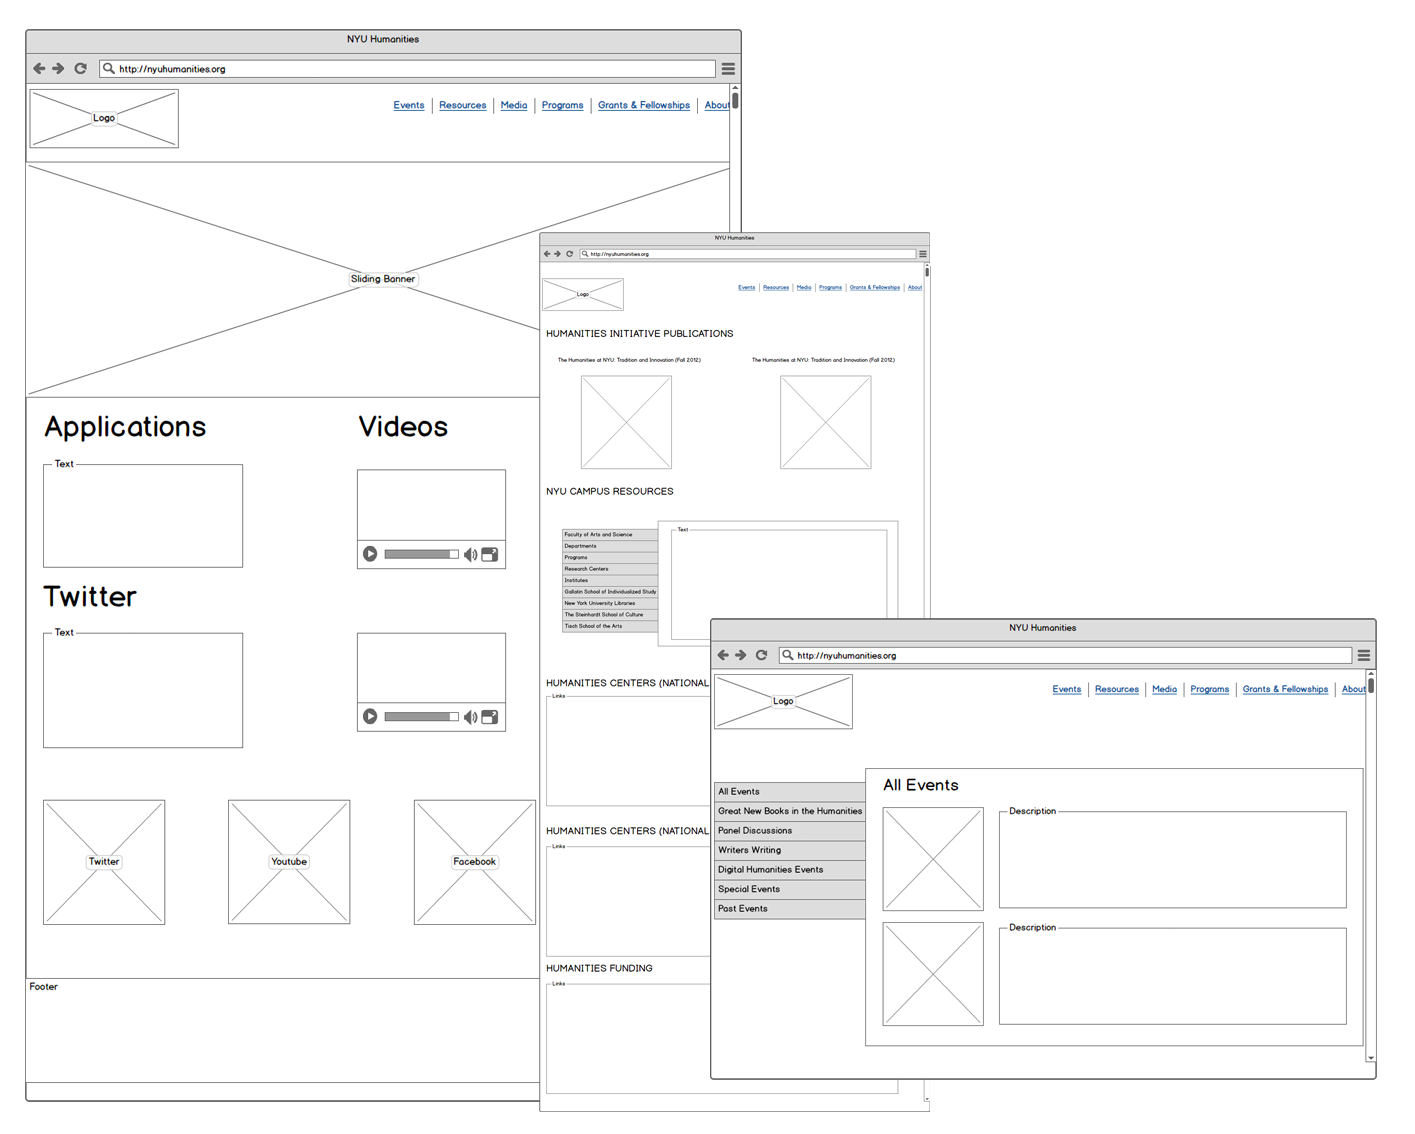 NYU Humanities
http://nyuhumanities.org
Logo
Events Resources Media Programs Grants & Fellowships About
Sliding Banner
Applications
Videos
Text
Twitter
Text
Twitter
Youtube
Facebook
Footer
NYU Humanities
http://nyuhumanities.org
Logo
Events Resources Media Programs Grants & Fellowships About
HUMANITIES INITIATIVE PUBLICATIONS
The Humanities at NYU: Tradition and Innovation (Fall 2012)
The Humanities at NYU: Tradition and Innovation (Fall 2012)
NYU CAMPUS RESOURCES
Faculty of Arts and Science
Departments
Programs
Research Centers
Institutes
Gallatin School of Individualized Study
New York University Libraries
The Steinhardt School of Culture
Tisch School of the Arts
Text
HUMANITIES CENTERS (NATIONAL
Links
HUMANITIES CENTERS (NATIONAL
Links
HUMANITIES FUNDING
Links
NYU Humanities
http://nyuhumanities.org
Logo
Events Resources Media Programs Grants & Fellowships About
All Events
Great New Books in the Humanities
Panel Discussions
Writers Writing
Digital Humanities Events
Special Events
Past Events
All Events
Description
Description